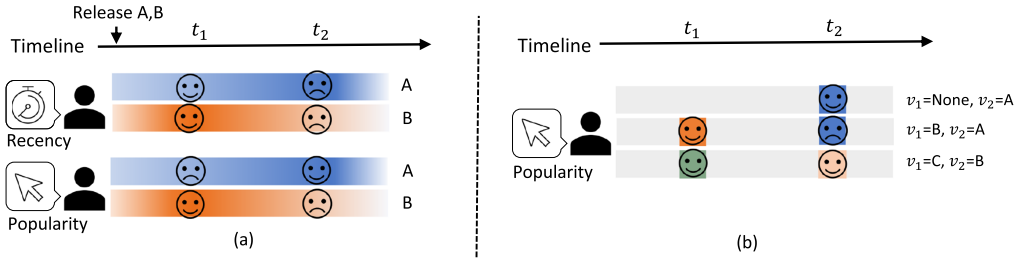 Release A,B
Timeline
t₁
t₂
A
B
Recency
A
B
Popularity
(a)
Timeline
t₁
t₂
v₁=None, v₂=A
v₁=B, v₂=A
v₁=C, v₂=B
Popularity
(b)